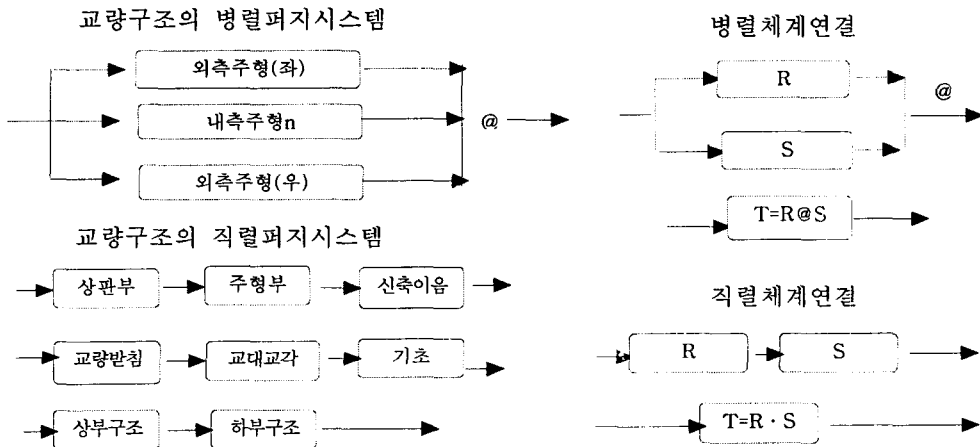 교량구조의 병렬퍼지시스템
외측주형(좌)
내측주형n
@
외측주형(우)
교량구조의 직렬퍼지시스템
상판부 주형부 신축이음
교량받침 교대교각 기초
상부구조 하부구조
병렬체계연결
R
@
S
T=R@S
직렬체계연결
R S
T=R · S